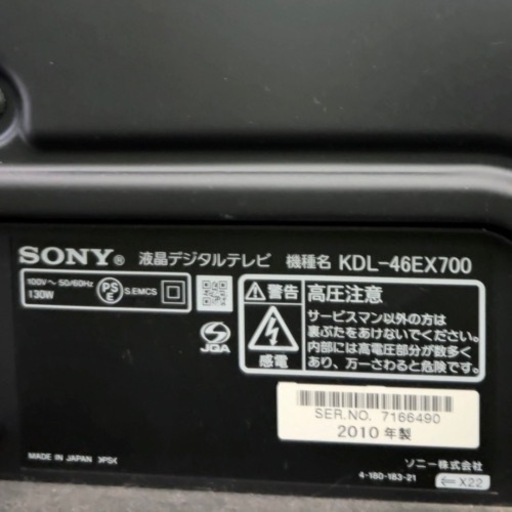 SONY® 液晶デジタルテレビ 機種名 KDL-46EX700
100V～50/60Hz
130W
PS
E
S.EMCS
JQA
警告 高圧注意
感電
サービスマン以外の方は
裏ぶたをあけないでください。
内部には高電圧部分が数多く
あり、万一さわると危険です。
SER.NO. 7166490
2010 年製
MADE IN JAPAN >PS<
ソニー株式会社
4-180-183-21
X22